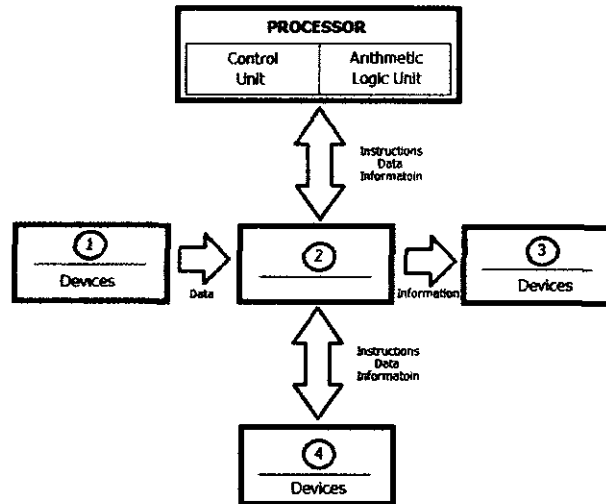 PROCESSOR
Control
Unit
Arithmetic
Logic Unit
Instructions
Data
Informatoin
1
Devices
Data
2
Information
3
Devices
Instructions
Data
Informatoin
4
Devices